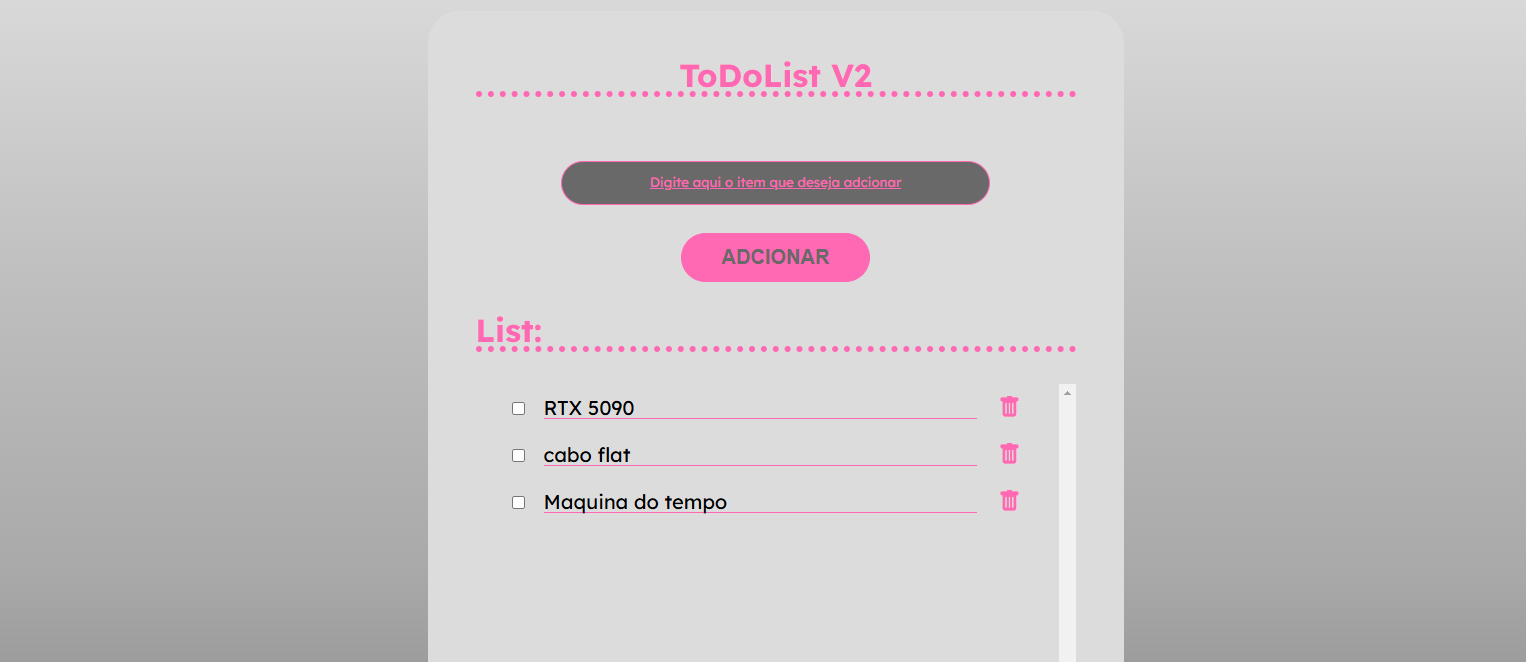 ToDoList V2
Digite aqui o item que deseja adcionar
ADCIONAR
List:
RTX 5090
cabo flat
Maquina do tempo